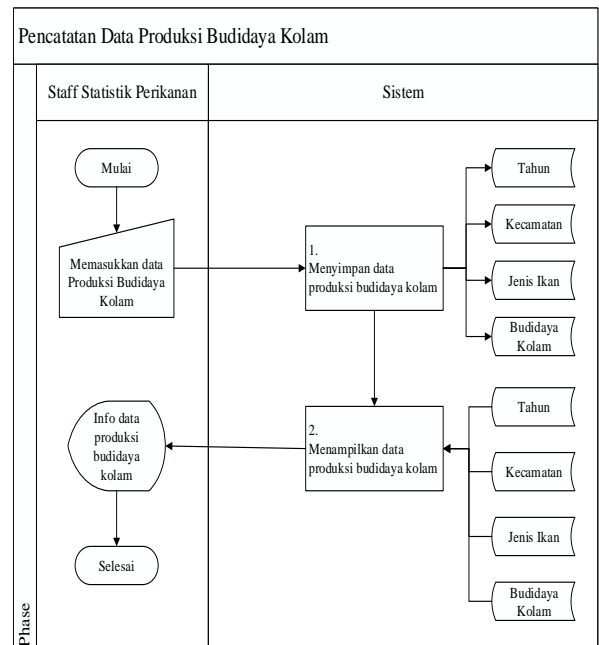 Pencatatan Data Produksi Budidaya Kolam
Staff Statistik Perikanan
Sistem
Mulai
Memasukkan data
Produksi Budidaya
Kolam
1.
Menyimpan data
produksi budidaya kolam
Tahun
Kecamatan
Jenis Ikan
Budidaya
Kolam
Info data
produksi
budidaya
kolam
2.
Menampilkan data
produksi budidaya kolam
Tahun
Kecamatan
Jenis Ikan
Budidaya
Kolam
Selesai
Phase